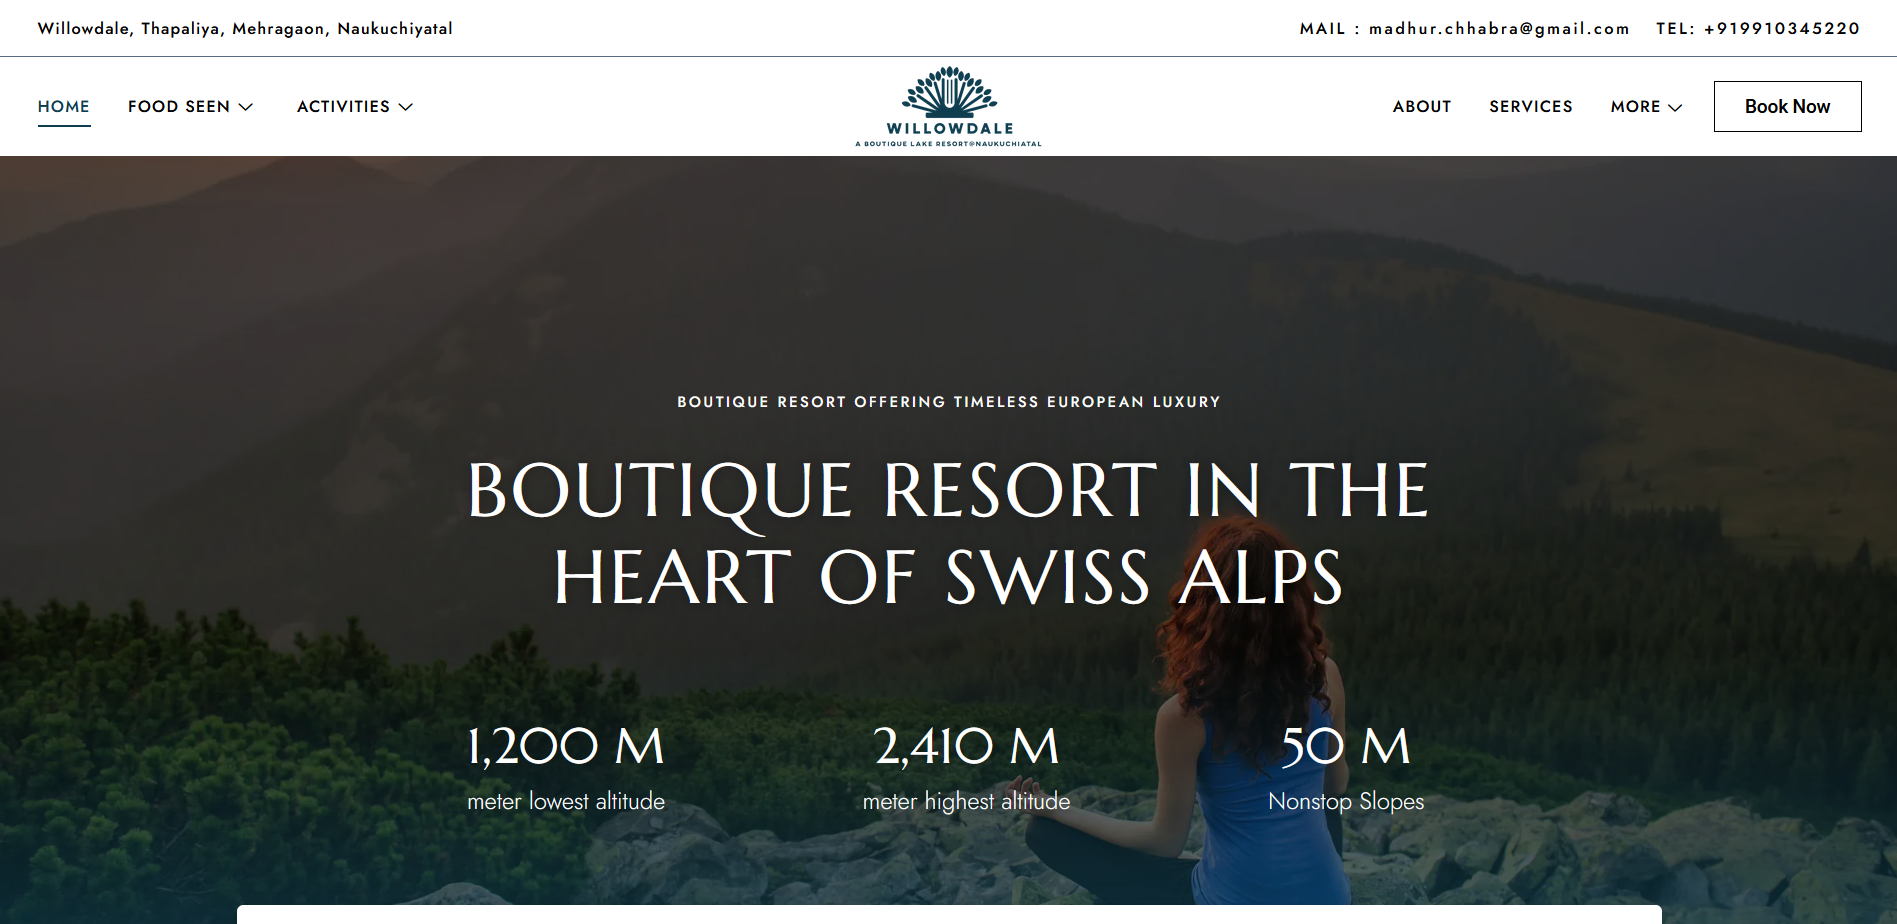 Willowdale, Thapaliya, Mehragaon, Naukuchiyatal
MAIL : madhur.chhabra@gmail.com TEL: +919910345220
HOME FOOD SEEN ACTIVITIES
WILLOWDALE
A BOUTIQUE LAKE RESORT@NAUKUCHIATAL
ABOUT SERVICES MORE Book Now
BOUTIQUE RESORT OFFERING TIMELESS EUROPEAN LUXURY
BOUTIQUE RESORT IN THE
HEART OF SWISS ALPS
1,200 M
meter lowest altitude
2,410 M
meter highest altitude
50 M
Nonstop Slopes